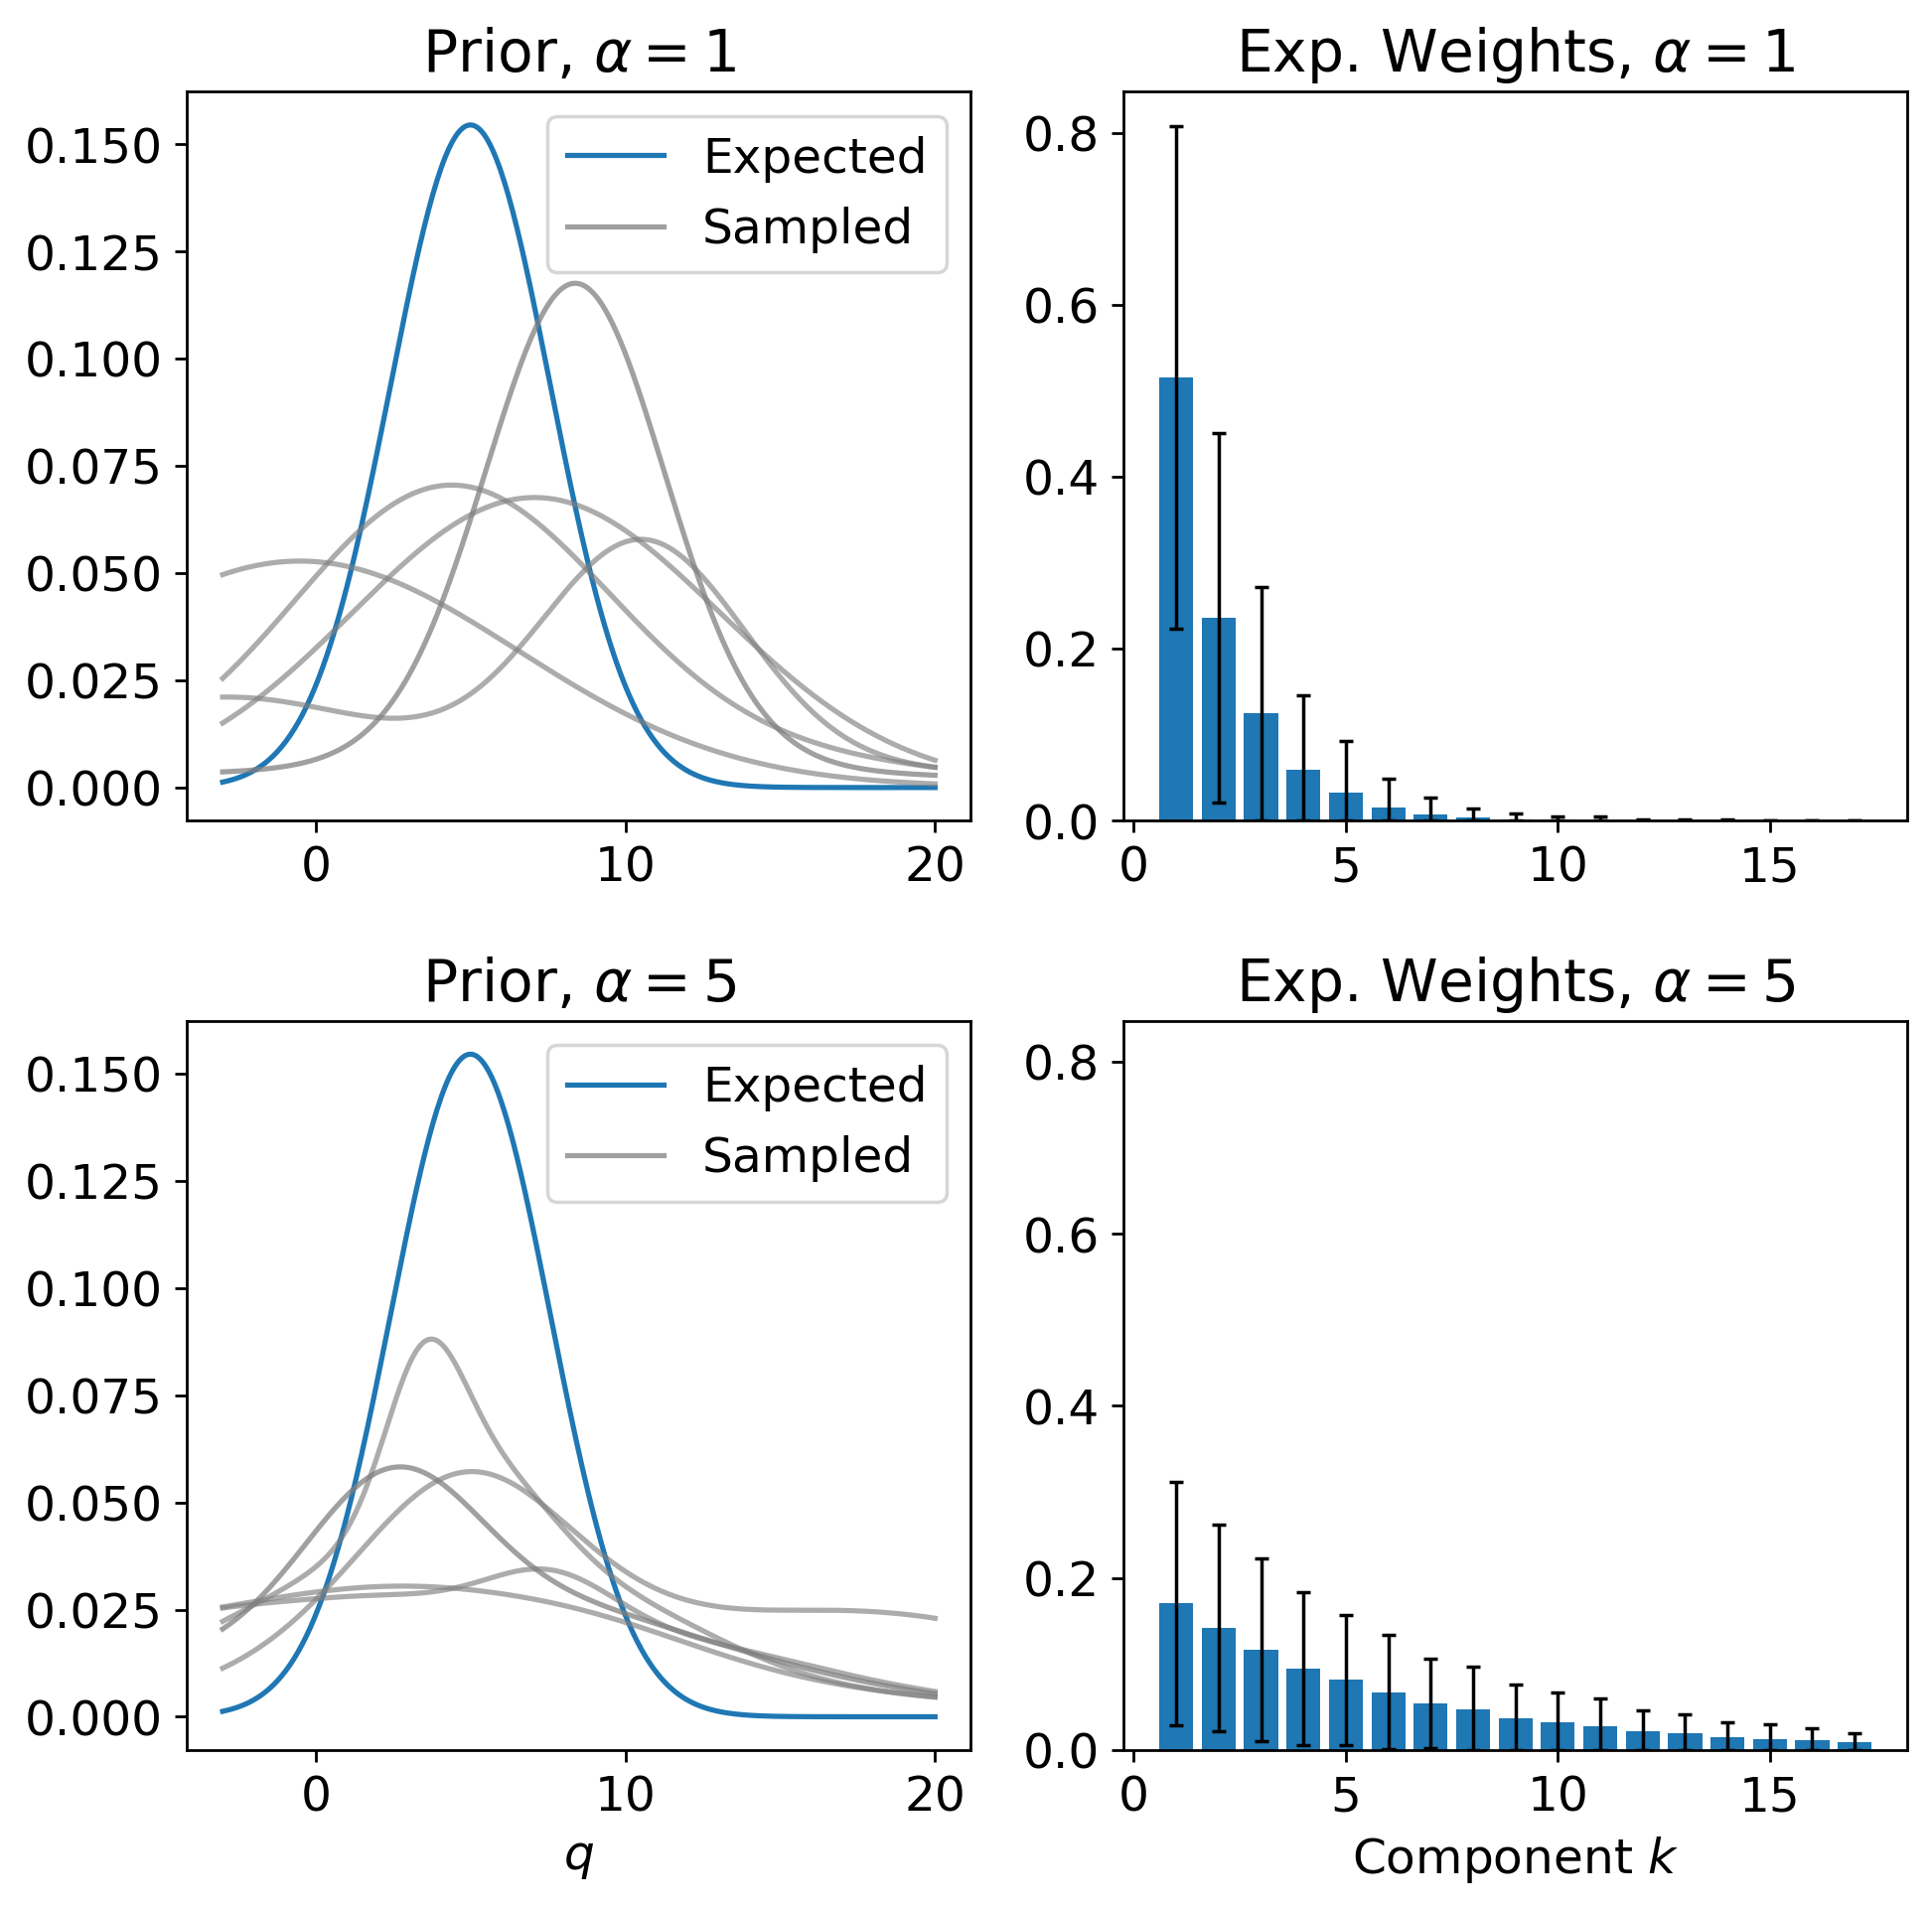 Prior, α = 1
0.150
0.125
0.100
0.075
0.050
0.025
0.000
0 10 20
Expected
Sampled
Exp. Weights, α = 1
0.8
0.6
0.4
0.2
0.0
0 5 10 15
Prior, α = 5
0.150
0.125
0.100
0.075
0.050
0.025
0.000
0 10 20
q
Expected
Sampled
Exp. Weights, α = 5
0.8
0.6
0.4
0.2
0.0
0 5 10 15
Component k